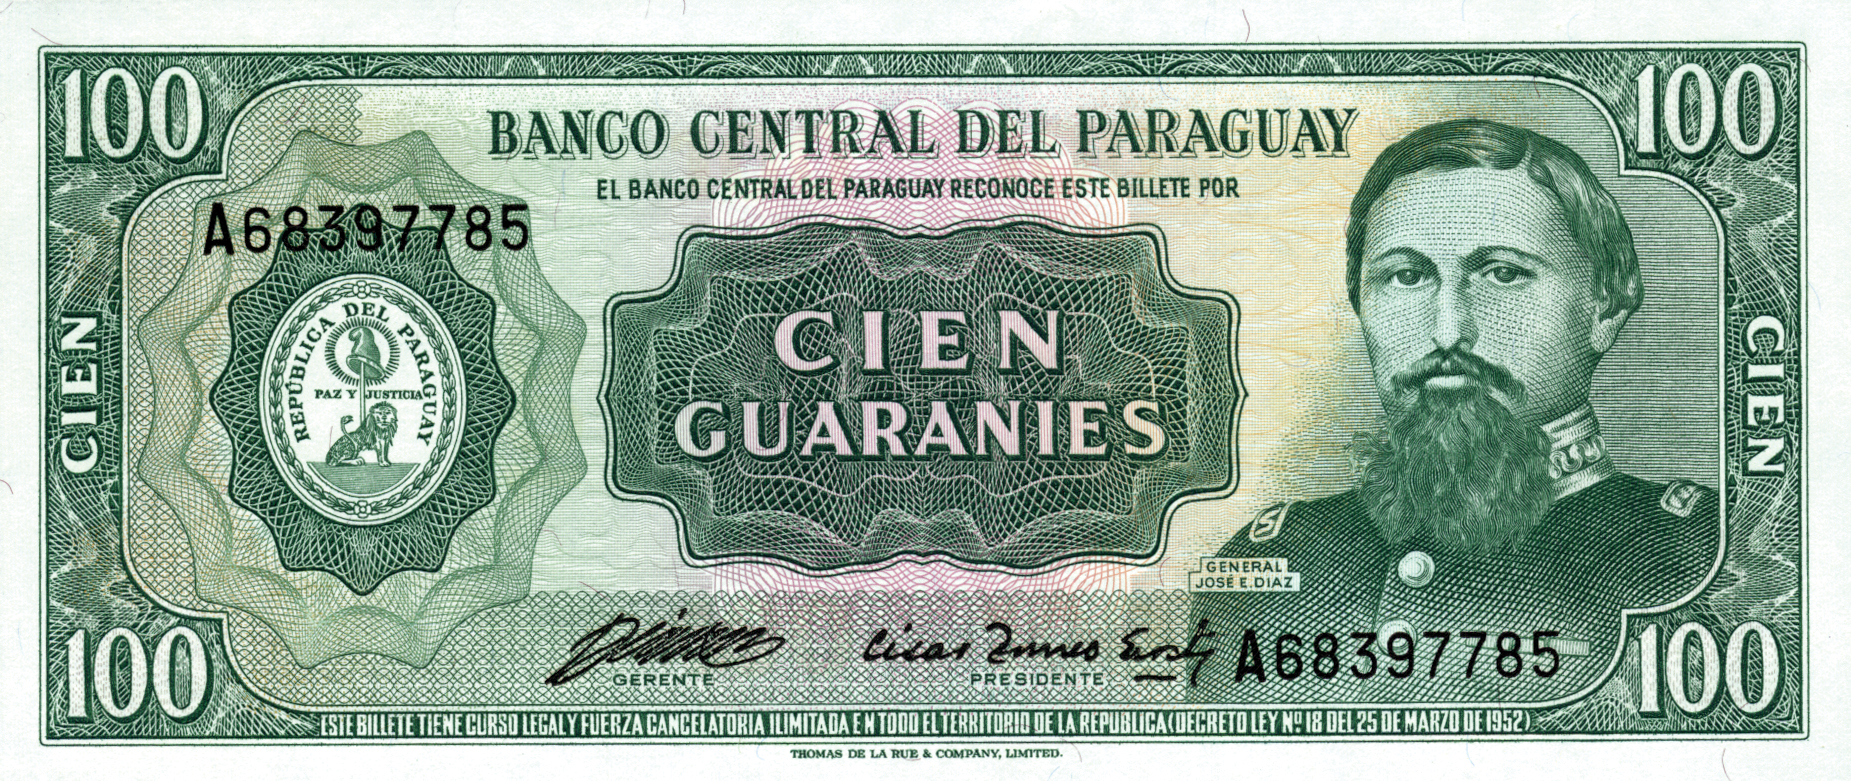 100
100
BANCO CENTRAL DEL PARAGUAY
EL BANCO CENTRAL DEL PARAGUAY RECONOCE ESTE BILLETE POR
A68397785
REPÚBLICA DEL PARAGUAY
PAZ Y JUSTICIA
CIEN
CIEN
GUARANIES
CIEN
GENERAL
JOSÉ E. DIAZ
GERENTE
PRESIDENTE
A68397785
100
100
ESTE BILLETE TIENE CURSO LEGAL Y FUERZA CANCELATORIA ILIMITADA EN TODO EL TERRITORIO DE LA REPUBLICA (DECRETO LEY Nº 18 DEL 25 DE MARZO DE 1952)
THOMAS DE LA RUE & COMPANY, LIMITED.